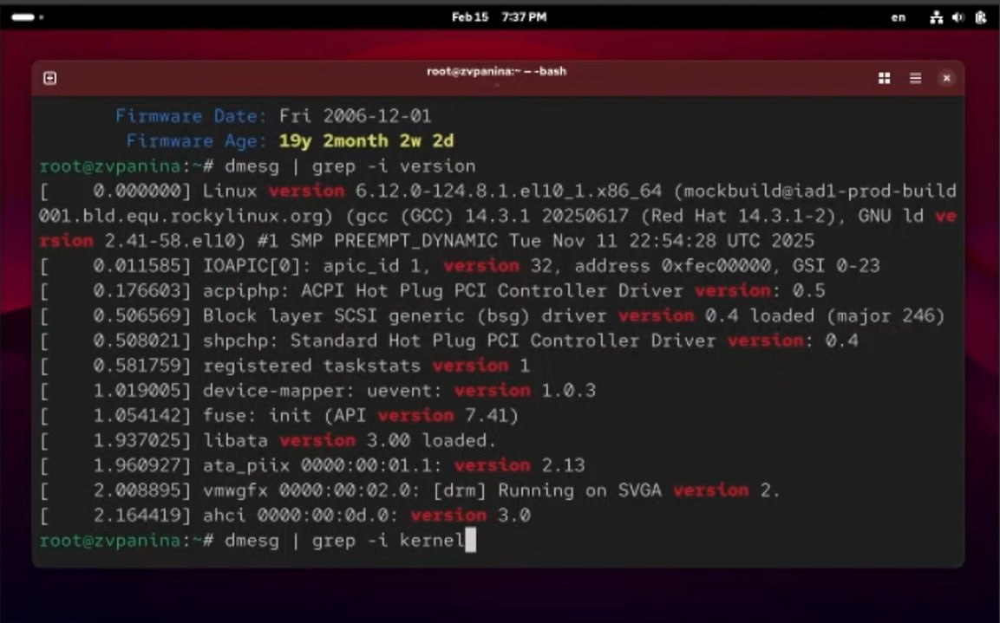 Feb 15 7:37 PM
en
root@zvpanina:~ — -bash
Firmware Date: Fri 2006-12-01
Firmware Age: 19y 2month 2w 2d
root@zvpanina:~# dmesg | grep -i version
[    0.000000] Linux version 6.12.0-124.8.1.el10_1.x86_64 (mockbuild@iad1-prod-build
001.bld.equ.rockylinux.org) (gcc (GCC) 14.3.1 20250617 (Red Hat 14.3.1-2), GNU ld ve
rsion 2.41-58.el10) #1 SMP PREEMPT_DYNAMIC Tue Nov 11 22:54:28 UTC 2025
[    0.011585] IOAPIC[0]: apic_id 1, version 32, address 0xfec00000, GSI 0-23
[    0.176603] acpiphp: ACPI Hot Plug PCI Controller Driver version: 0.5
[    0.506569] Block layer SCSI generic (bsg) driver version 0.4 loaded (major 246)
[    0.508021] shpchp: Standard Hot Plug PCI Controller Driver version: 0.4
[    0.581759] registered taskstats version 1
[    1.019005] device-mapper: uevent: version 1.0.3
[    1.054142] fuse: init (API version 7.41)
[    1.937025] libata version 3.00 loaded.
[    1.960927] ata_piix 0000:00:01.1: version 2.13
[    2.008895] vmwgfx 0000:00:02.0: [drm] Running on SVGA version 2.
[    2.164419] ahci 0000:00:0d.0: version 3.0
root@zvpanina:~# dmesg | grep -i kernel